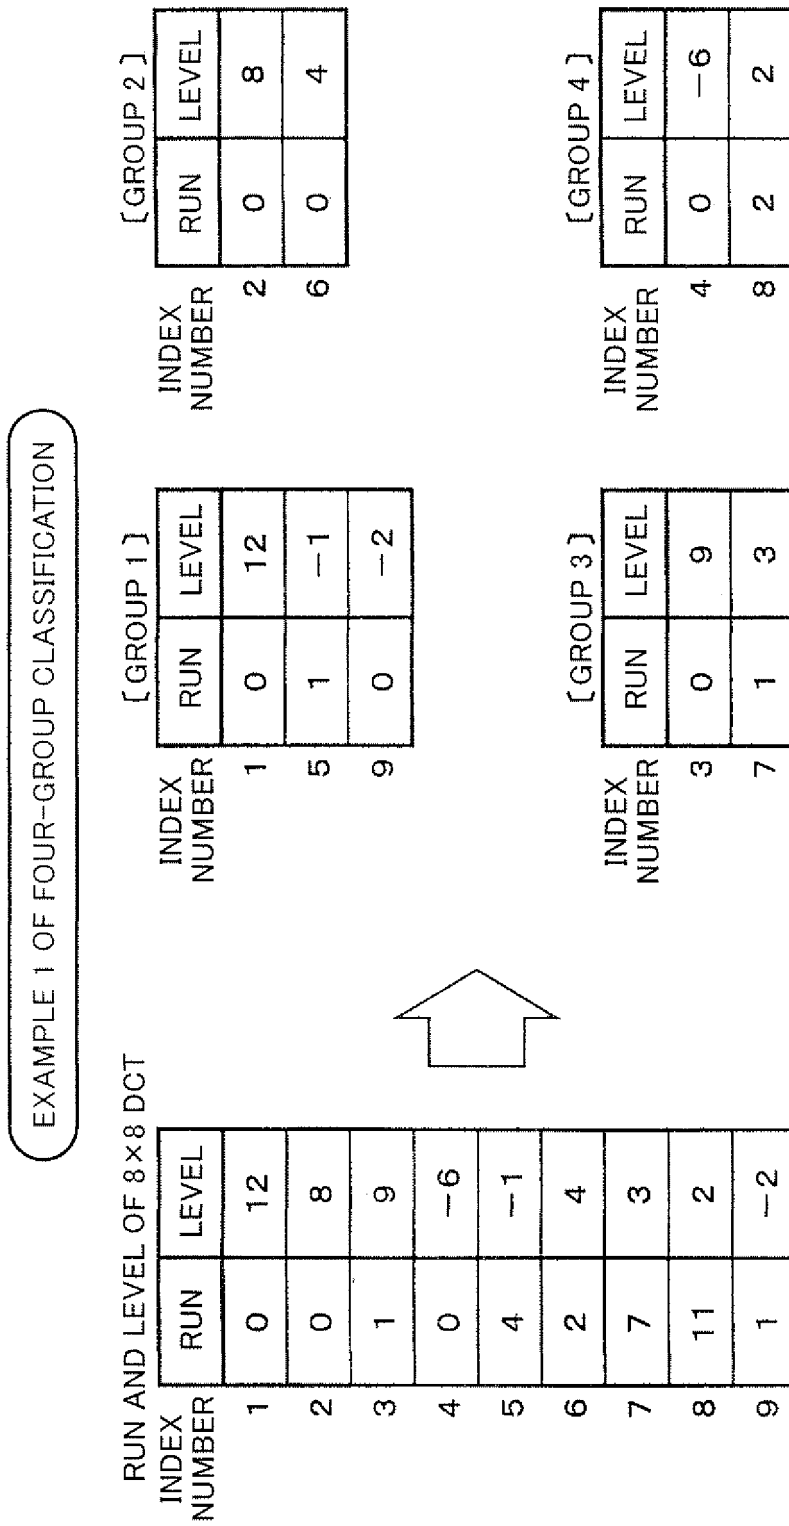 EXAMPLE 1 OF FOUR-GROUP CLASSIFICATION
RUN AND LEVEL OF 8×8 DCT
INDEX
NUMBER
RUN LEVEL
1 0 12
2 0 8
3 1 9
4 0 −6
5 4 −1
6 2 4
7 7 3
8 11 2
9 1 −2
[GROUP 1]
INDEX
NUMBER
RUN LEVEL
1 0 12
5 1 −1
9 0 −2
[GROUP 2]
INDEX
NUMBER
RUN LEVEL
2 0 8
6 0 4
[GROUP 3]
INDEX
NUMBER
RUN LEVEL
3 0 9
7 1 3
[GROUP 4]
INDEX
NUMBER
RUN LEVEL
4 0 −6
8 2 2